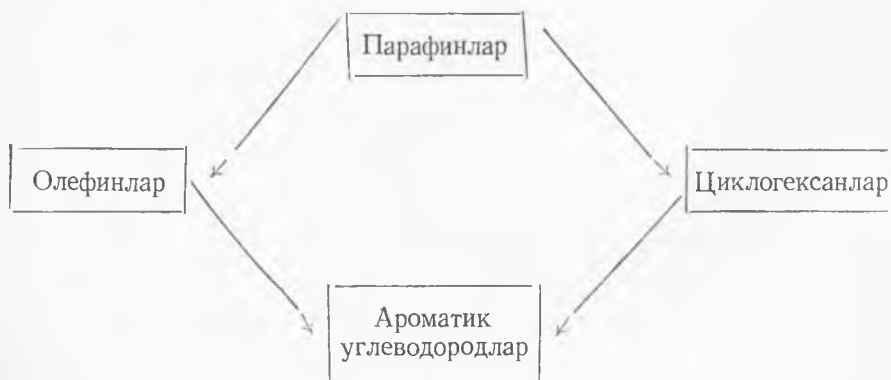 Парафинлар
Олефинлар
Циклогексанлар
Ароматик
углеводородлар